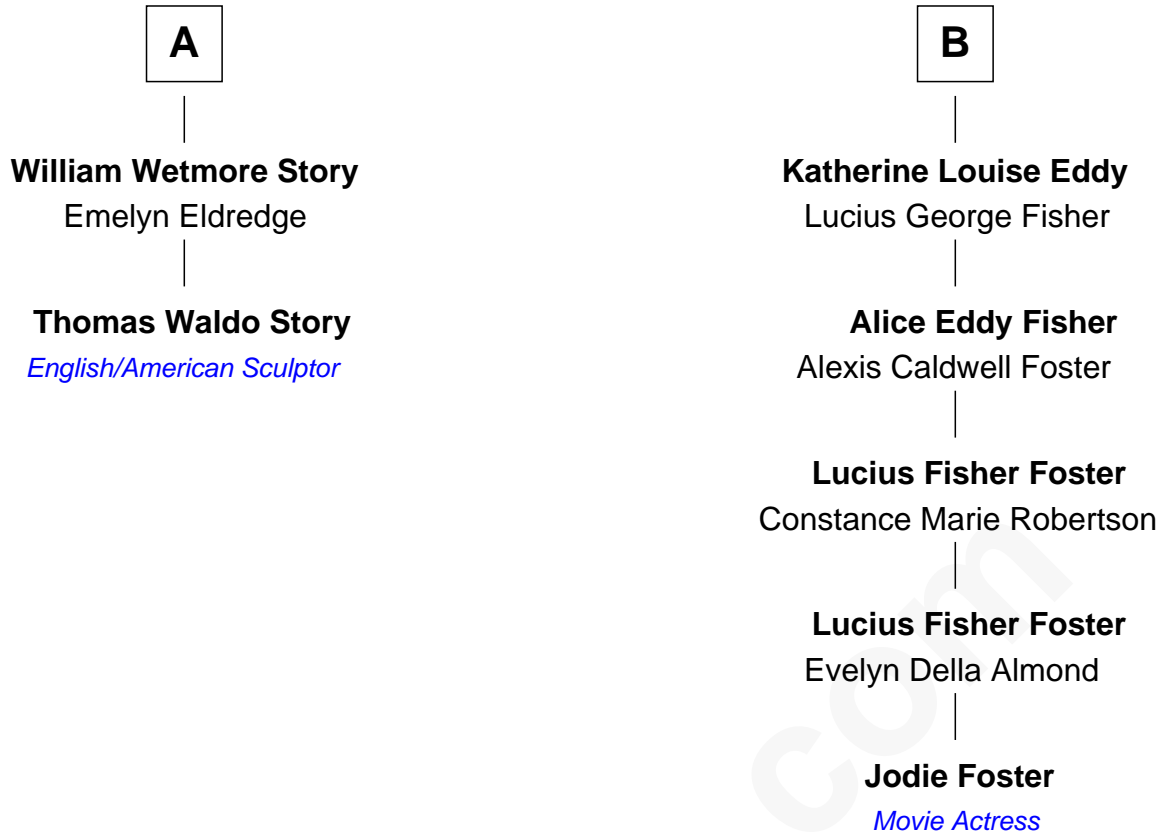 A
William Wetmore Story
Emelyn Eldredge
Thomas Waldo Story
English/American Sculptor
B
Katherine Louise Eddy
Lucius George Fisher
Alice Eddy Fisher
Alexis Caldwell Foster
Lucius Fisher Foster
Constance Marie Robertson
Lucius Fisher Foster
Evelyn Della Almond
Jodie Foster
Movie Actress
com